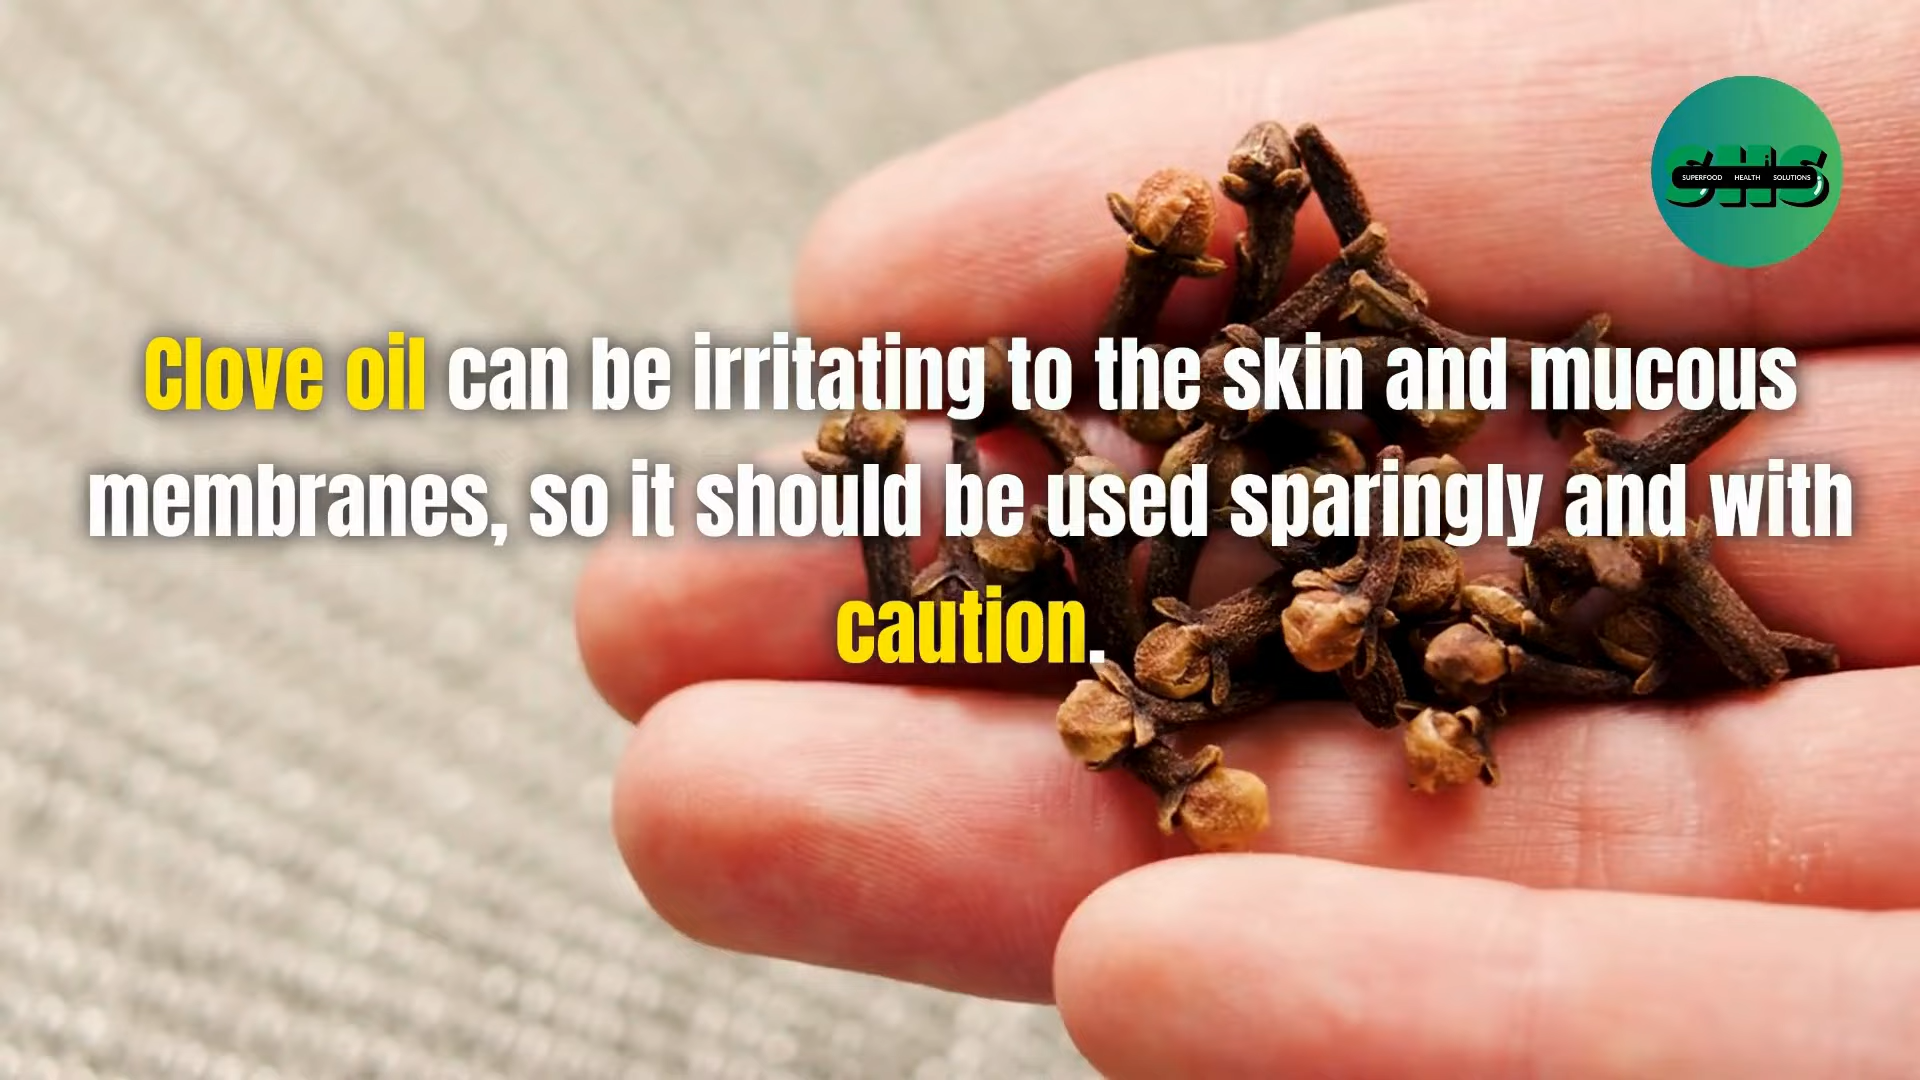 SHS
SUPERFOOD HEALTH SOLUTIONS
Clove oil can be irritating to the skin and mucous
membranes, so it should be used sparingly and with
caution.